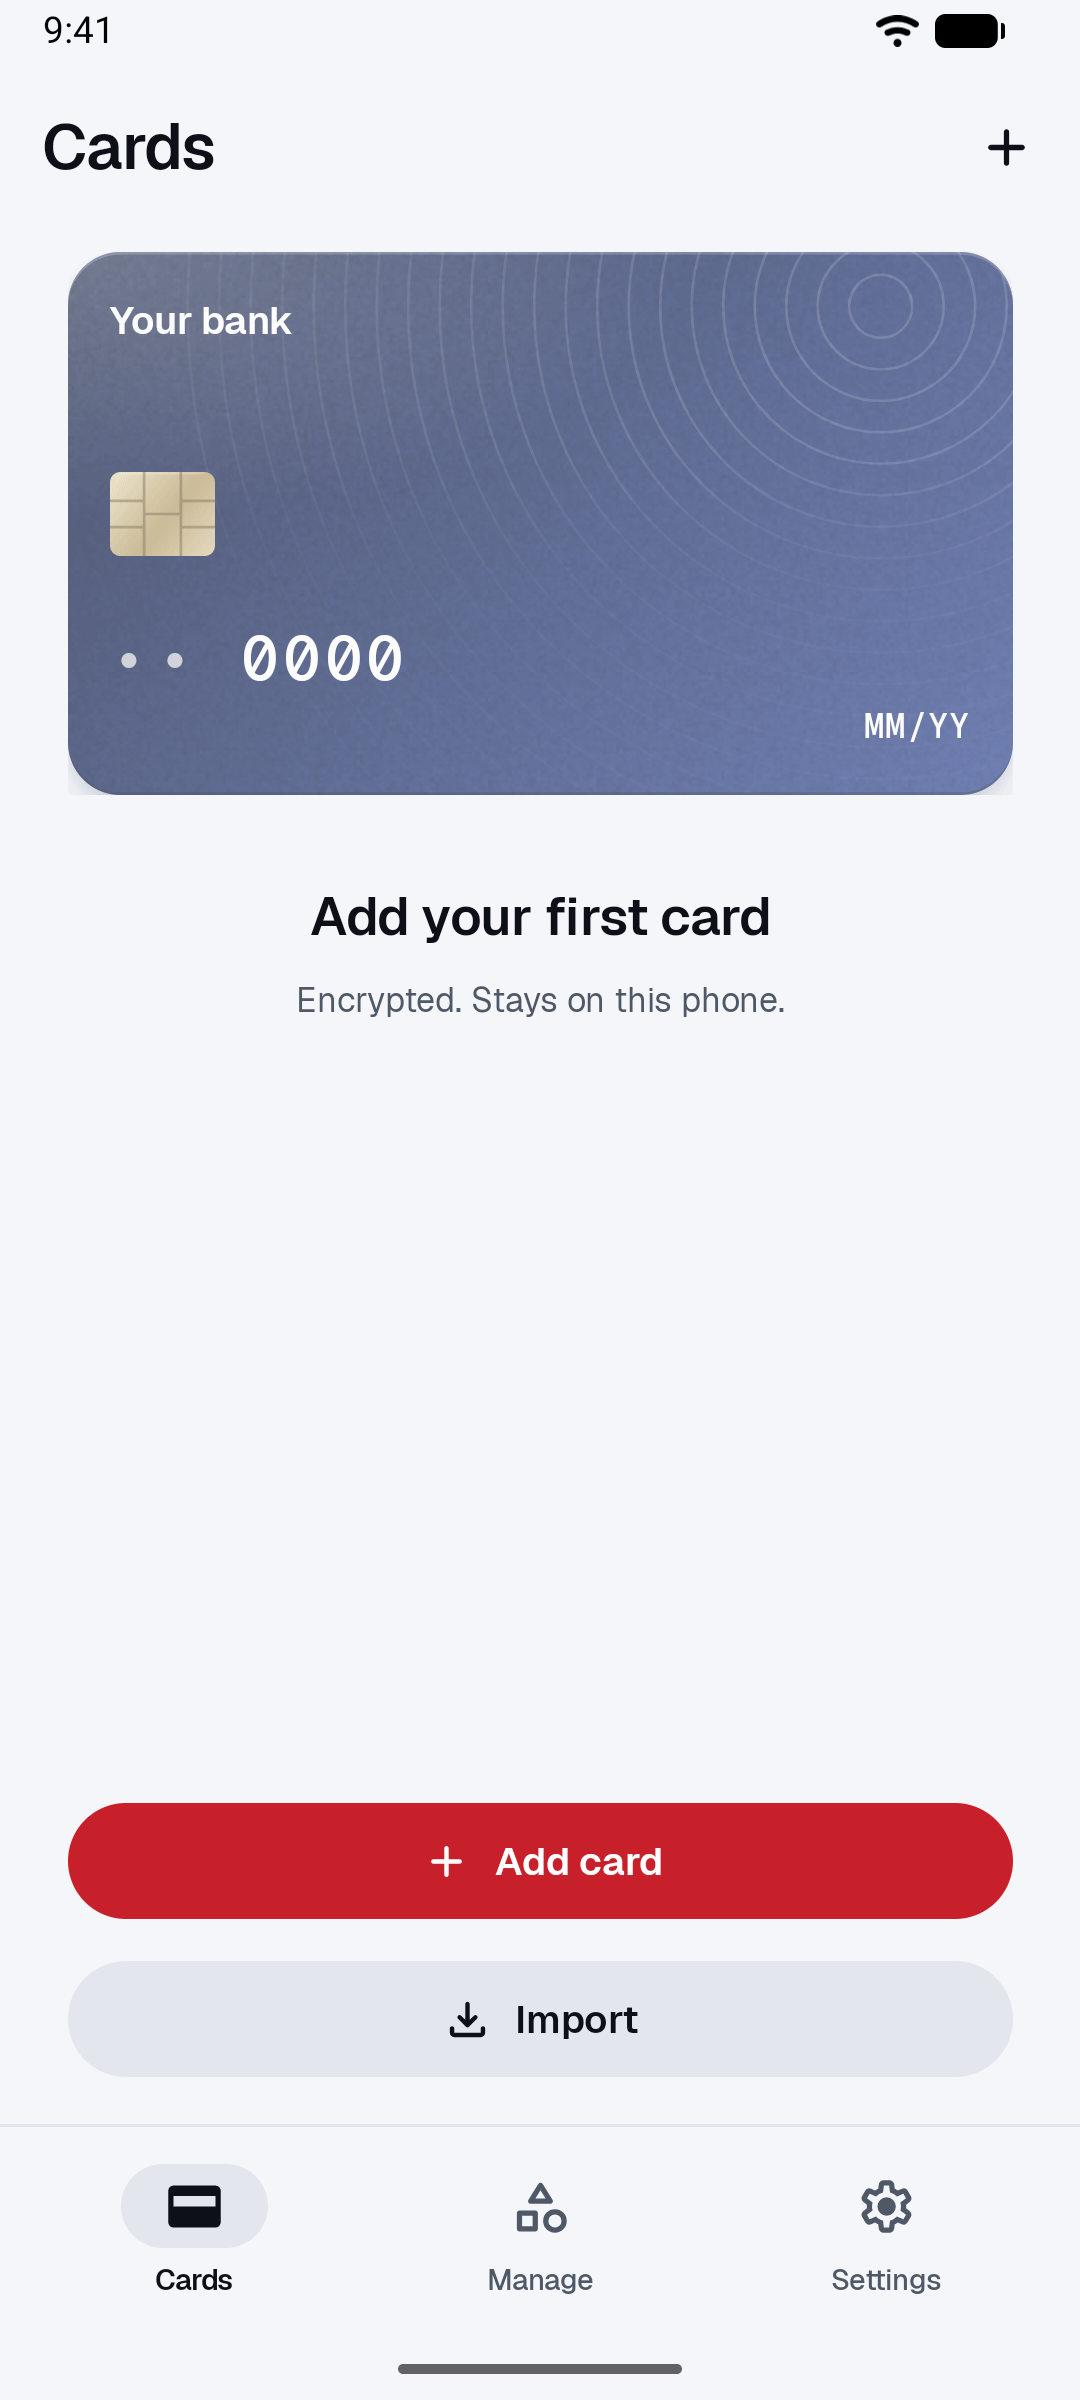 9:41
Cards
Your bank
•• 0000
MM/YY
Add your first card
Encrypted. Stays on this phone.
Add card
Import
Cards
Manage
Settings